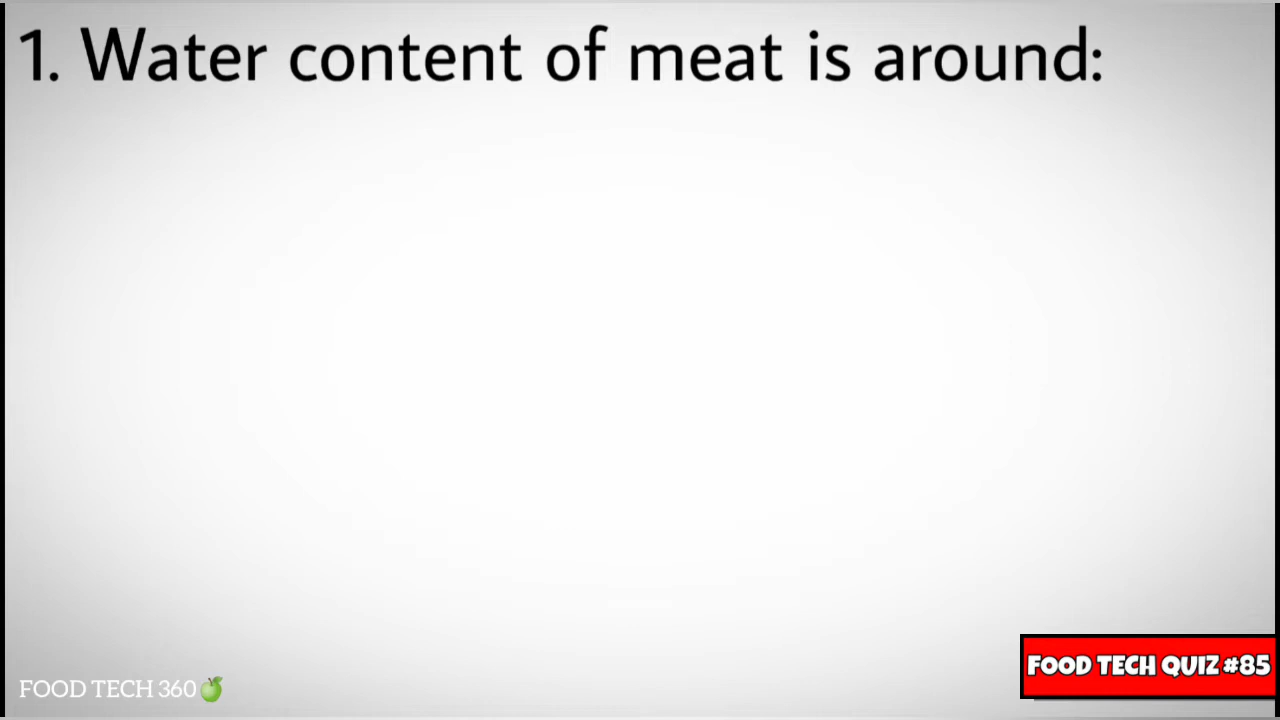 1. Water content of meat is around:
FOOD TECH 360
FOOD TECH QUIZ #85